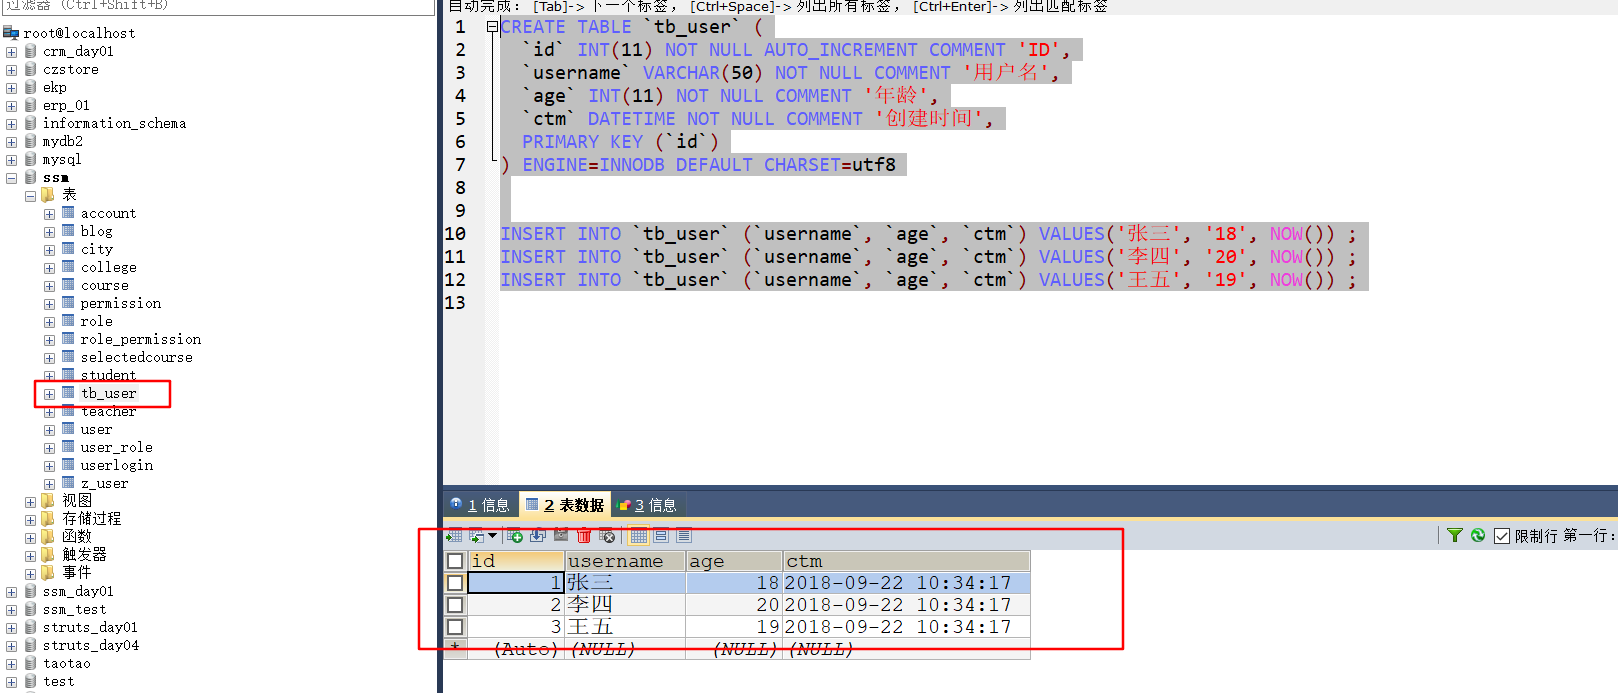 过滤器 (Ctrl+Shift+B)
root@localhost
crm_day01
czstore
ekp
erp_01
information_schema
mydb2
mysql
ssm
表
account
blog
city
college
course
permission
role
role_permission
selectedcourse
student
tb_user
teacher
user
user_role
userlogin
z_user
视图
存储过程
函数
触发器
事件
ssm_day01
ssm_test
struts_day01
struts_day04
taotao
test
自动完成： [Tab]-> 下一个标签， [Ctrl+Space]-> 列出所有标签， [Ctrl+Enter]-> 列出匹配标签
1 CREATE TABLE `tb_user` (
2 `id` INT(11) NOT NULL AUTO_INCREMENT COMMENT 'ID',
3 `username` VARCHAR(50) NOT NULL COMMENT '用户名',
4 `age` INT(11) NOT NULL COMMENT '年龄',
5 `ctm` DATETIME NOT NULL COMMENT '创建时间',
6 PRIMARY KEY (`id`)
7 ) ENGINE=INNODB DEFAULT CHARSET=utf8
8
9
10 INSERT INTO `tb_user` (`username`, `age`, `ctm`) VALUES('张三', '18', NOW()) ;
11 INSERT INTO `tb_user` (`username`, `age`, `ctm`) VALUES('李四', '20', NOW()) ;
12 INSERT INTO `tb_user` (`username`, `age`, `ctm`) VALUES('王五', '19', NOW()) ;
13
1 信息 2 表数据 3 信息
限制行 第一行:
id username age ctm
1 张三 18 2018-09-22 10:34:17
2 李四 20 2018-09-22 10:34:17
3 王五 19 2018-09-22 10:34:17
* (Auto) (NULL) (NULL) (NULL)